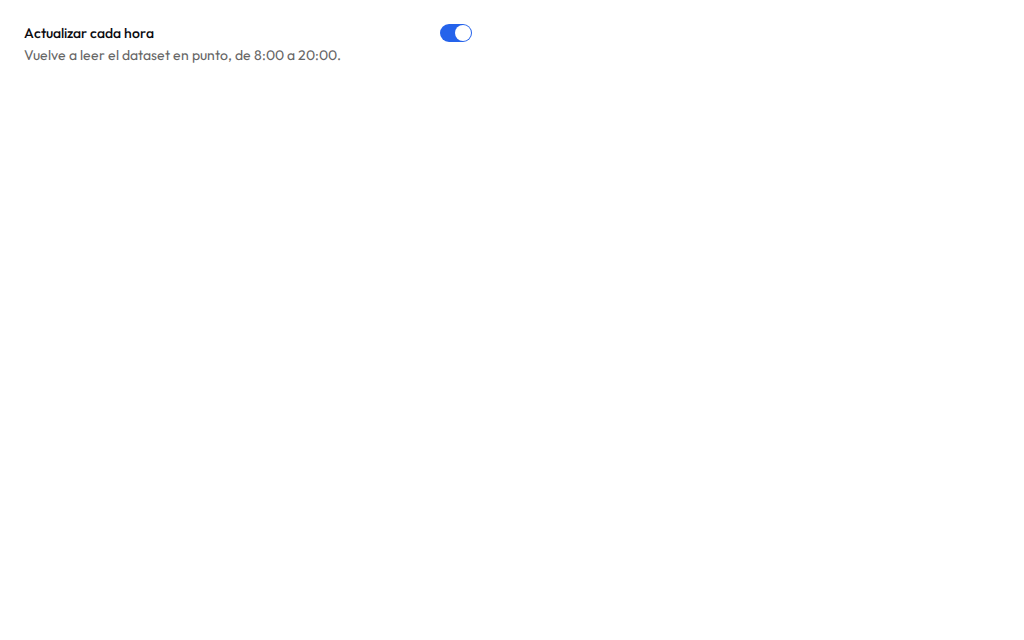 Actualizar cada hora
Vuelve a leer el dataset en punto, de 8:00 a 20:00.